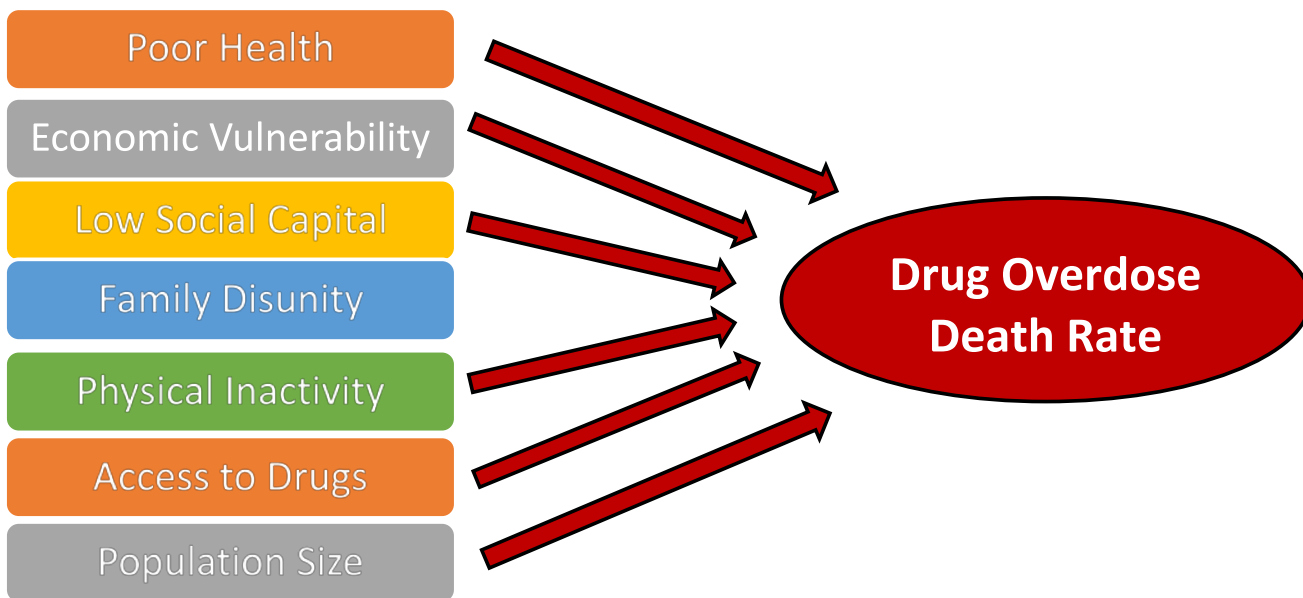 Poor Health
Economic Vulnerability
Low Social Capital
Family Disunity
Physical Inactivity
Access to Drugs
Population Size
Drug Overdose
Death Rate